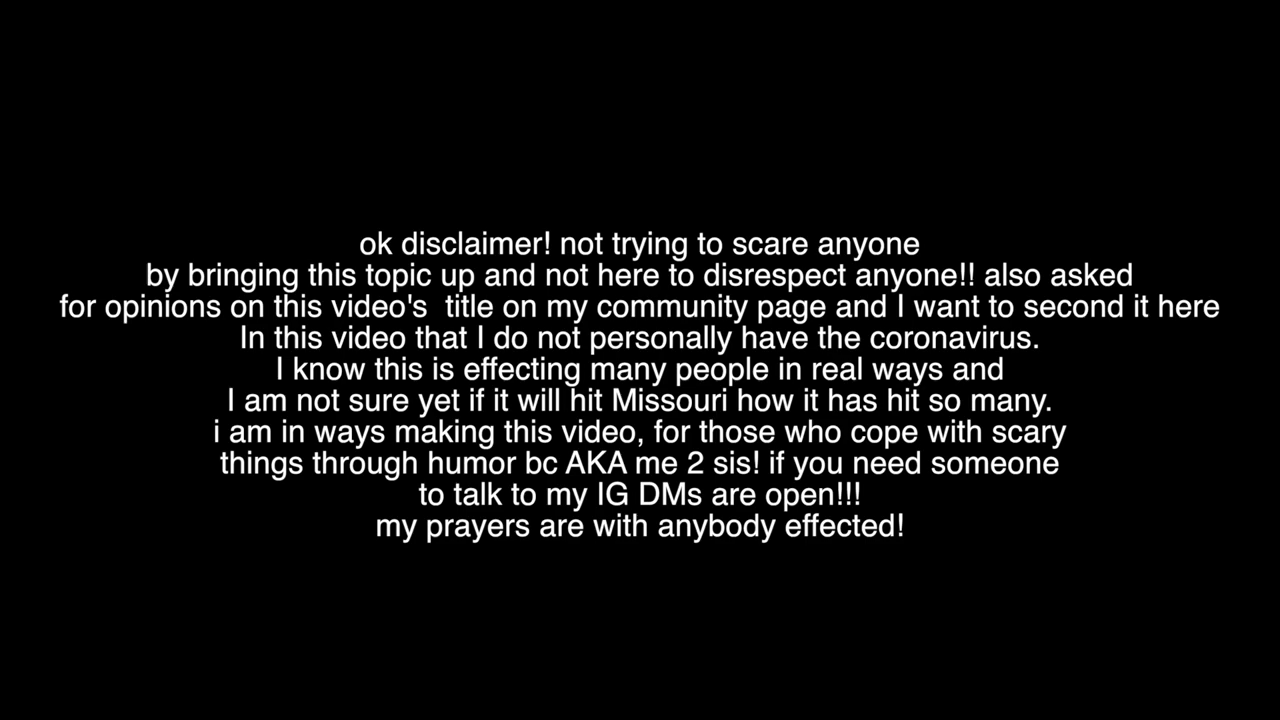 ok disclaimer! not trying to scare anyone
by bringing this topic up and not here to disrespect anyone!! also asked
for opinions on this video's  title on my community page and I want to second it here
In this video that I do not personally have the coronavirus.
I know this is effecting many people in real ways and
I am not sure yet if it will hit Missouri how it has hit so many.
i am in ways making this video, for those who cope with scary
things through humor bc AKA me 2 sis! if you need someone
to talk to my IG DMs are open!!!
my prayers are with anybody effected!